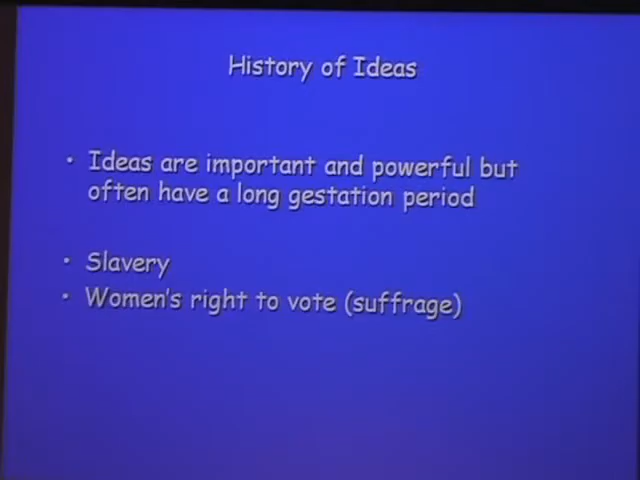 History of Ideas
• Ideas are important and powerful but
often have a long gestation period
• Slavery
• Women's right to vote (suffrage)